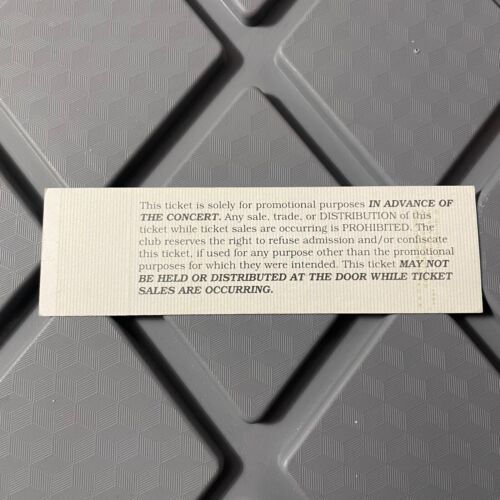 This ticket is solely for promotional purposes IN ADVANCE OF
THE CONCERT. Any sale, trade, or DISTRIBUTION of this
ticket while ticket sales are occurring is PROHIBITED. The
club reserves the right to refuse admission and/or confiscate
this ticket, if used for any purpose other than the promotional
purposes for which they were intended. This ticket MAY NOT
BE HELD OR DISTRIBUTED AT THE DOOR WHILE TICKET
SALES ARE OCCURRING.